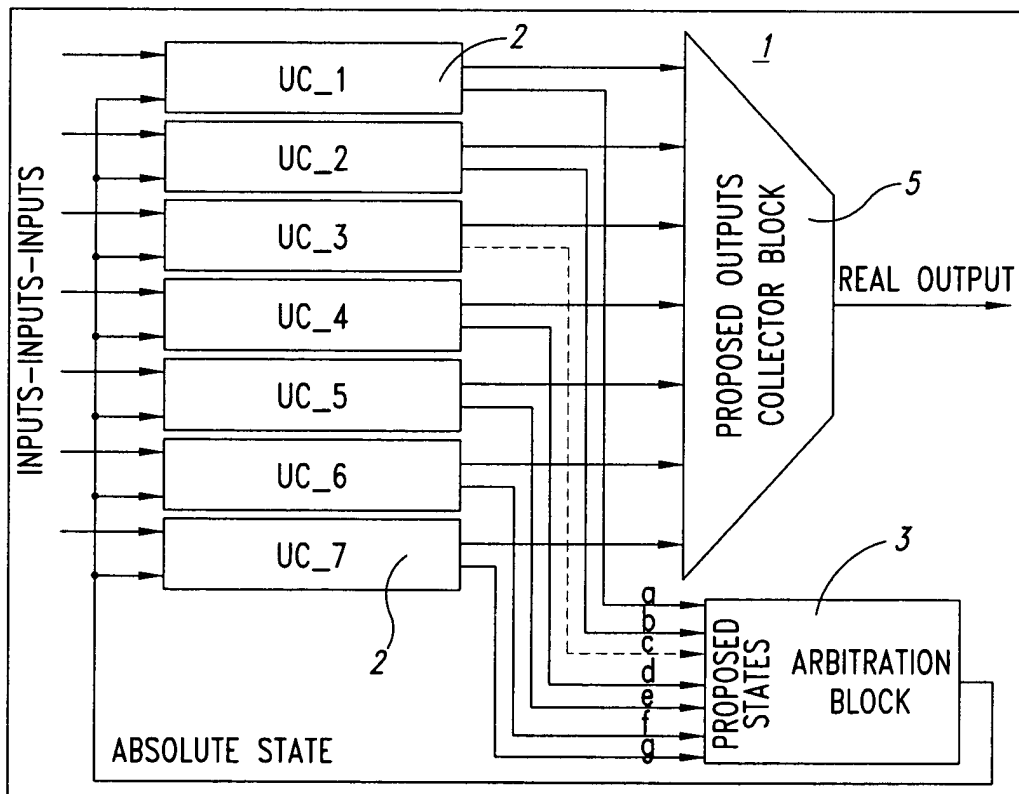 INPUTS-INPUTS-INPUTS
UC_1
2
UC_2
UC_3
UC_4
UC_5
UC_6
UC_7
2
1
PROPOSED OUTPUTS
COLLECTOR BLOCK
5
REAL OUTPUT
3
a
b
c
d
e
f
g
PROPOSED
STATES
ARBITRATION
BLOCK
ABSOLUTE STATE